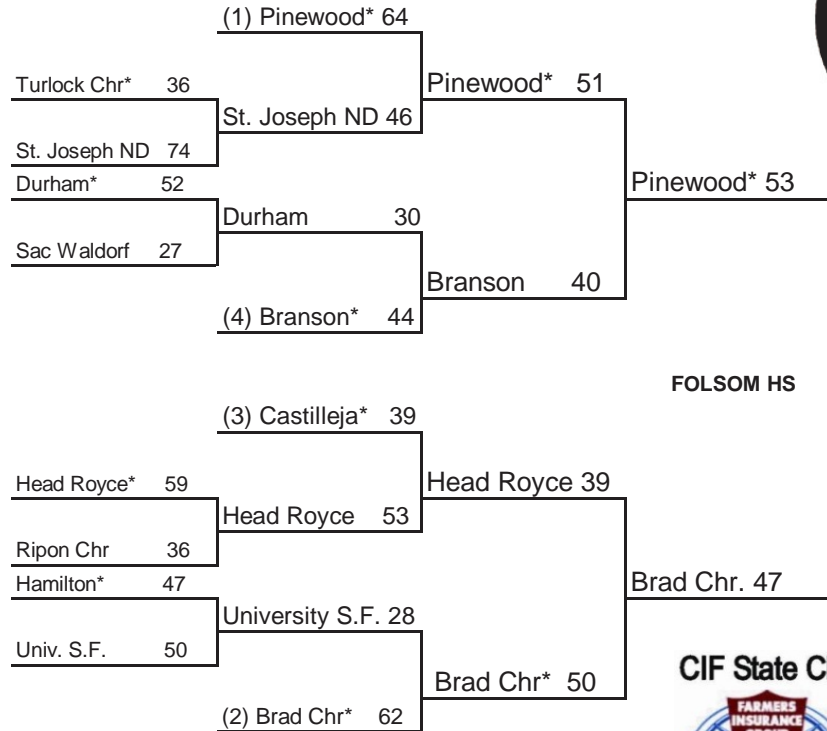 (1) Pinewood* 64
Turlock Chr* 36
Pinewood* 51
St. Joseph ND 46
St. Joseph ND 74
Durham* 52
Pinewood* 53
Durham 30
Sac Waldorf 27
Branson 40
(4) Branson* 44
FOLSOM HS
(3) Castilleja* 39
Head Royce* 59
Head Royce 39
Head Royce 53
Ripon Chr 36
Hamilton* 47
Brad Chr. 47
University S.F. 28
Univ. S.F. 50
CIF State
Brad Chr* 50
(2) Brad Chr* 62
FARMERS
INSURANCE